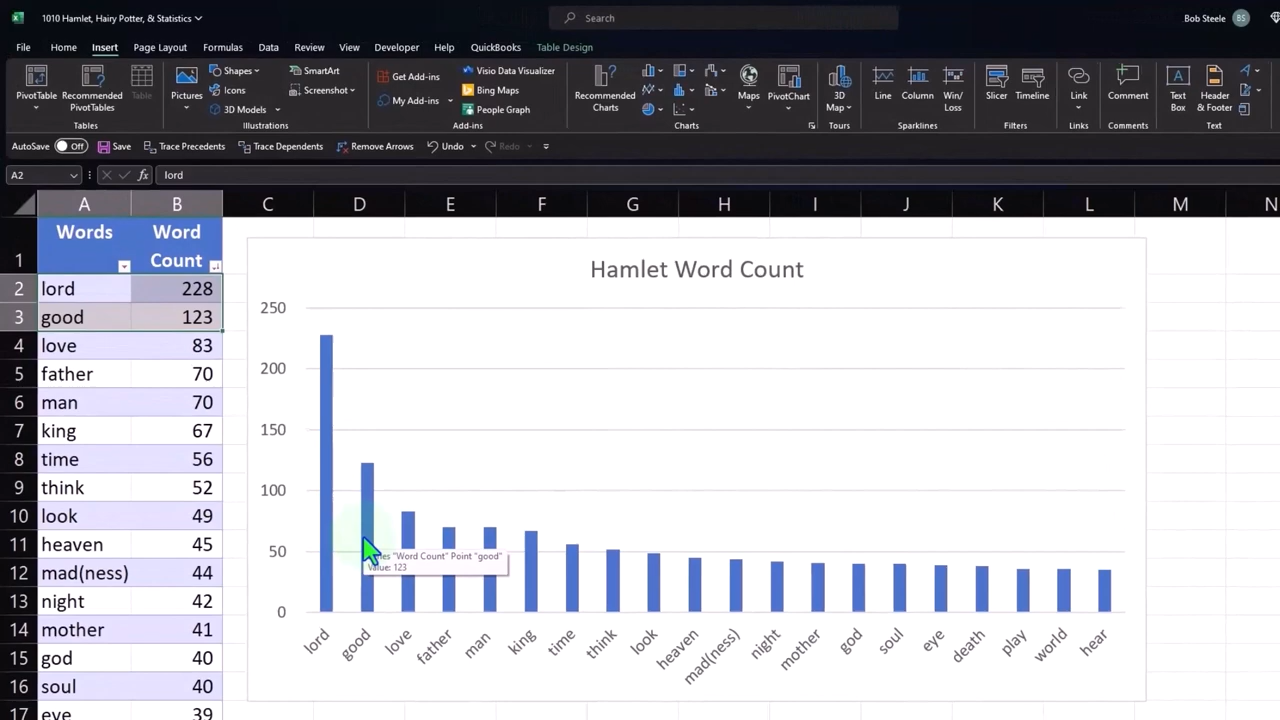 1010 Hamlet, Hairy Potter, & Statistics
Search
Bob Steele
BS
File Home Insert Page Layout Formulas Data Review View Developer Help QuickBooks Table Design
PivotTable
Recommended
PivotTables
Table
Tables
Pictures
Shapes
Icons
3D Models
SmartArt
Screenshot
Illustrations
Get Add-ins
My Add-ins
Visio Data Visualizer
Bing Maps
People Graph
Add-ins
Recommended
Charts
Maps
PivotChart
Charts
3D
Map
Tours
Line
Column
Win/
Loss
Sparklines
Slicer
Timeline
Filters
Link
Links
Comment
Comments
Text
Box
Header
& Footer
Text
AutoSave Off Save Trace Precedents Trace Dependents Remove Arrows Undo Redo
A2 fx lord
A B C D E F G H I J K L M N
1 Words Word
Count
2 lord 228
3 good 123
4 love 83
5 father 70
6 man 70
7 king 67
8 time 56
9 think 52
10 look 49
11 heaven 45
12 mad(ness) 44
13 night 42
14 mother 41
15 god 40
16 soul 40
17 eye 39
Hamlet Word Count
250
200
150
100
50
0
"Word Count" Point "good"
Value: 123
lord good love father man king time think look heaven mad(ness) night mother god soul eye death play world hear